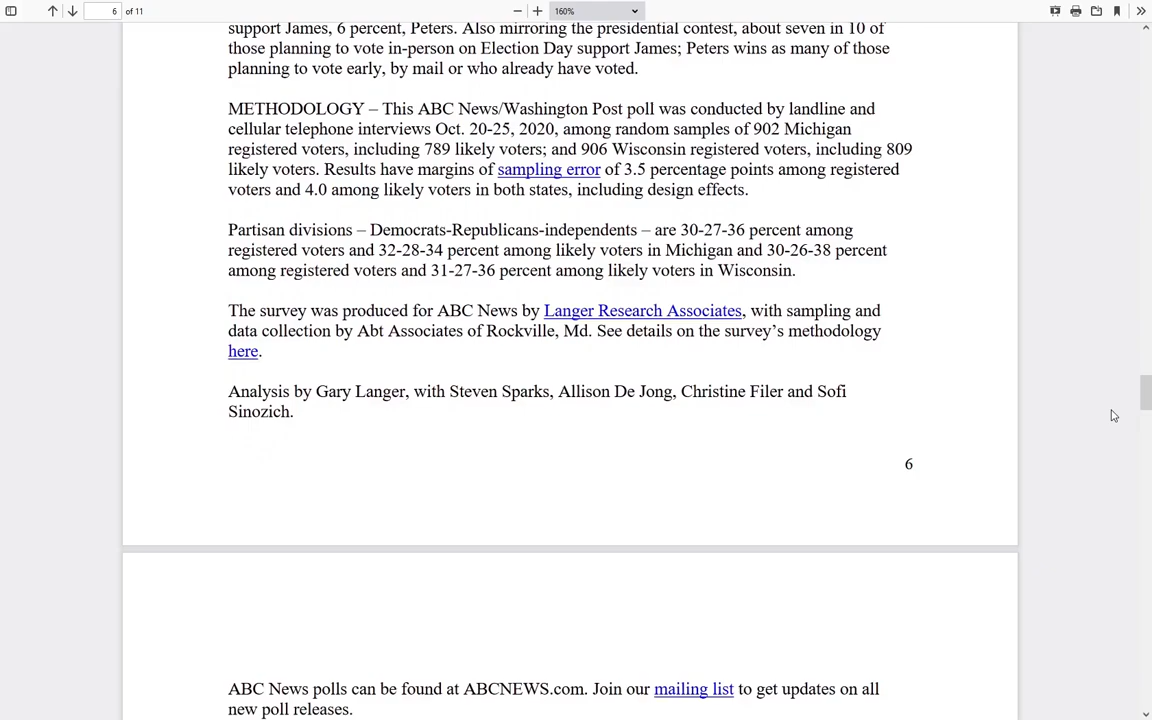 6 of 11
160%
support James, 6 percent, Peters. Also mirroring the presidential contest, about seven in 10 of
those planning to vote in-person on Election Day support James; Peters wins as many of those
planning to vote early, by mail or who already have voted.
METHODOLOGY – This ABC News/Washington Post poll was conducted by landline and
cellular telephone interviews Oct. 20-25, 2020, among random samples of 902 Michigan
registered voters, including 789 likely voters; and 906 Wisconsin registered voters, including 809
likely voters. Results have margins of sampling error of 3.5 percentage points among registered
voters and 4.0 among likely voters in both states, including design effects.
Partisan divisions – Democrats-Republicans-independents – are 30-27-36 percent among
registered voters and 32-28-34 percent among likely voters in Michigan and 30-26-38 percent
among registered voters and 31-27-36 percent among likely voters in Wisconsin.
The survey was produced for ABC News by Langer Research Associates, with sampling and
data collection by Abt Associates of Rockville, Md. See details on the survey’s methodology
here.
Analysis by Gary Langer, with Steven Sparks, Allison De Jong, Christine Filer and Sofi
Sinozich.
6
ABC News polls can be found at ABCNEWS.com. Join our mailing list to get updates on all
new poll releases.